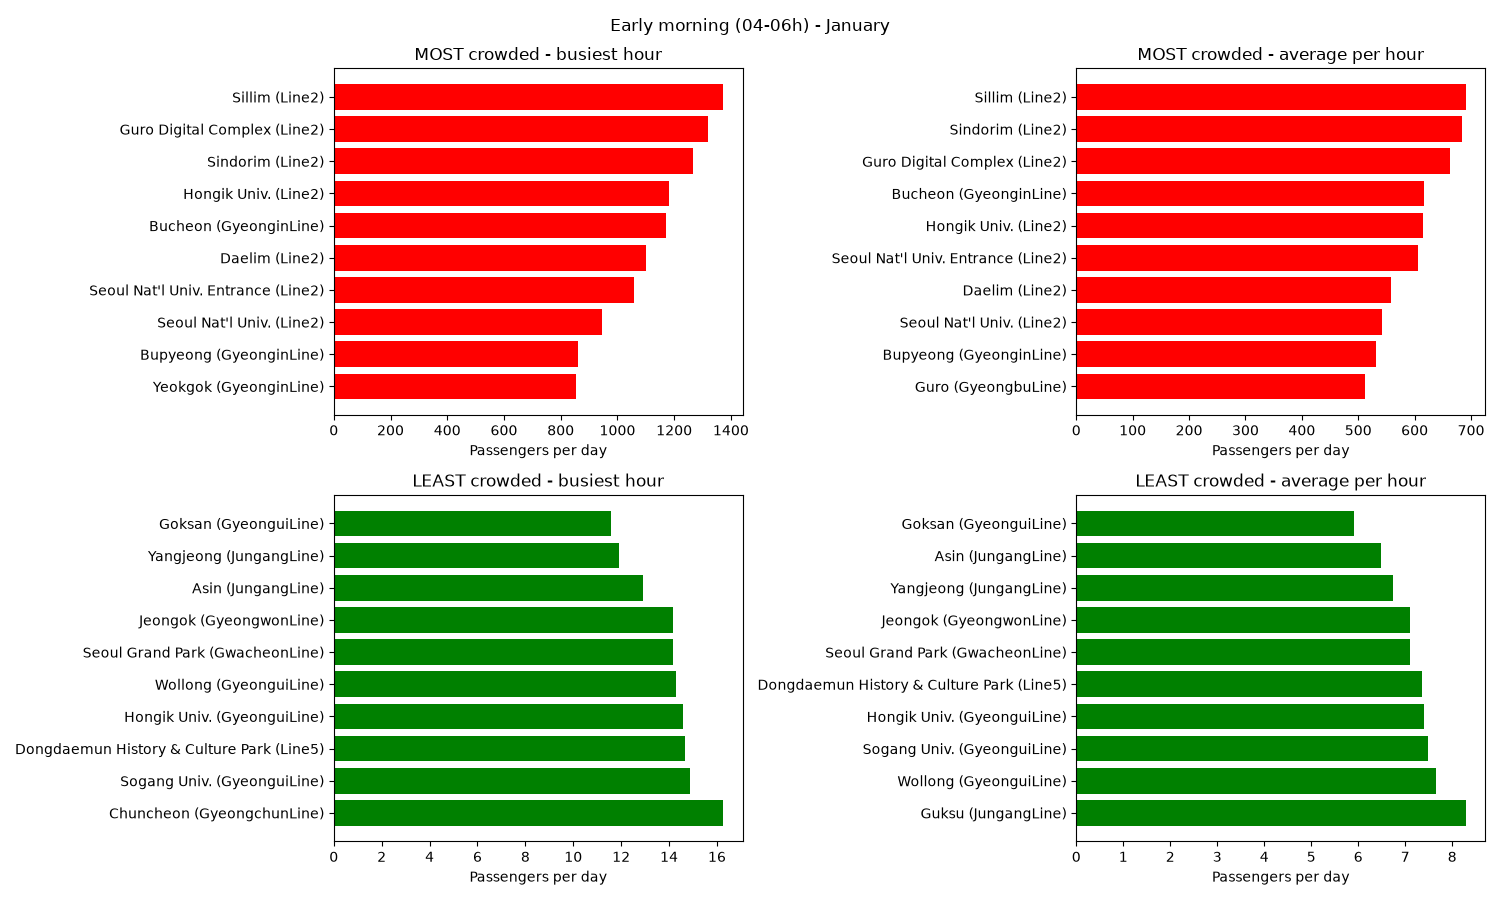 Early morning (04-06h) - January
MOST crowded - busiest hour
Sillim (Line2)
Guro Digital Complex (Line2)
Sindorim (Line2)
Hongik Univ. (Line2)
Bucheon (GyeonginLine)
Daelim (Line2)
Seoul Nat'l Univ. Entrance (Line2)
Seoul Nat'l Univ. (Line2)
Bupyeong (GyeonginLine)
Yeokgok (GyeonginLine)
0 200 400 600 800 1000 1200 1400
Passengers per day
MOST crowded - average per hour
Sillim (Line2)
Sindorim (Line2)
Guro Digital Complex (Line2)
Bucheon (GyeonginLine)
Hongik Univ. (Line2)
Seoul Nat'l Univ. Entrance (Line2)
Daelim (Line2)
Seoul Nat'l Univ. (Line2)
Bupyeong (GyeonginLine)
Guro (GyeongbuLine)
0 100 200 300 400 500 600 700
Passengers per day
LEAST crowded - busiest hour
Goksan (GyeonguiLine)
Yangjeong (JungangLine)
Asin (JungangLine)
Jeongok (GyeongwonLine)
Seoul Grand Park (GwacheonLine)
Wollong (GyeonguiLine)
Hongik Univ. (GyeonguiLine)
Dongdaemun History & Culture Park (Line5)
Sogang Univ. (GyeonguiLine)
Chuncheon (GyeongchunLine)
0 2 4 6 8 10 12 14 16
Passengers per day
LEAST crowded - average per hour
Goksan (GyeonguiLine)
Asin (JungangLine)
Yangjeong (JungangLine)
Jeongok (GyeongwonLine)
Seoul Grand Park (GwacheonLine)
Dongdaemun History & Culture Park (Line5)
Hongik Univ. (GyeonguiLine)
Sogang Univ. (GyeonguiLine)
Wollong (GyeonguiLine)
Guksu (JungangLine)
0 1 2 3 4 5 6 7 8
Passengers per day